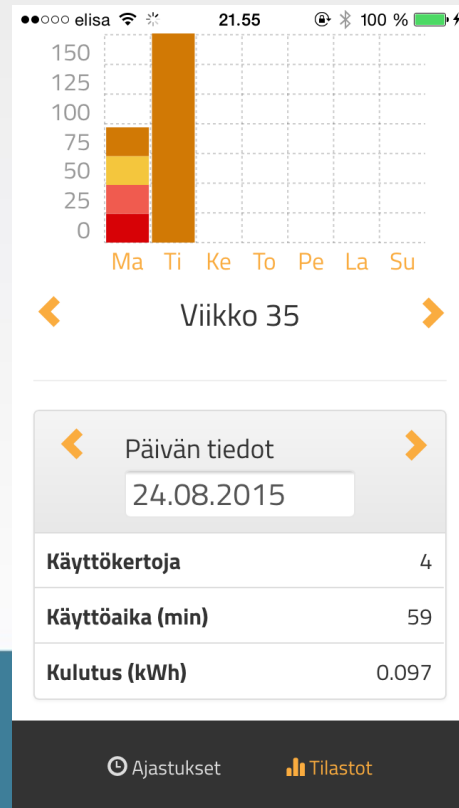 elisa 21.55 100 %
150
125
100
75
50
25
0
Ma Ti Ke To Pe La Su
Viikko 35
Päivän tiedot
24.08.2015
Käyttökertoja 4
Käyttöaika (min) 59
Kulutus (kWh) 0.097
Ajastukset Tilastot